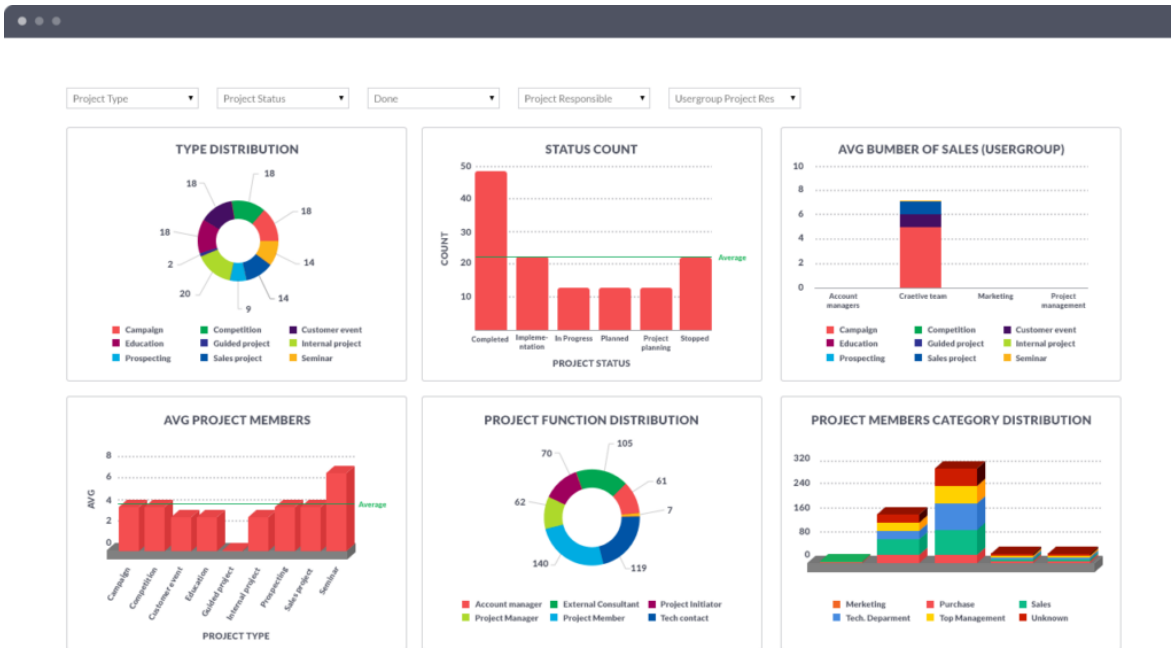 Project Type
Project Status
Done
Project Responsible
Usergroup Project Res
TYPE DISTRIBUTION
18
18
18
18
14
2
20
14
9
Campaign Competition Customer event
Education Guided project Internal project
Prospecting Sales project Seminar
STATUS COUNT
50
40
30
20
10
COUNT
Average
Completed Impleme-ntation In Progress Planned Project planning Stopped
PROJECT STATUS
AVG BUMBER OF SALES (USERGROUP)
10
8
6
4
2
0
Account managers Craetive team Marketing Project management
Campaign Competition Customer event
Education Guided project Internal project
Prospecting Sales project Seminar
AVG PROJECT MEMBERS
8
6
4
2
0
AVG
Average
Campaign
Competition
Customer event
Education
Guided project
Internal project
Prospecting
Sales project
Seminar
PROJECT TYPE
PROJECT FUNCTION DISTRIBUTION
105
70
61
62
7
140
119
Account manager External Consultant Project Initiator
Project Manager Project Member Tech contact
PROJECT MEMBERS CATEGORY DISTRIBUTION
320
240
160
80
0
Merketing Purchase Sales
Tech. Deparment Top Management Unknown